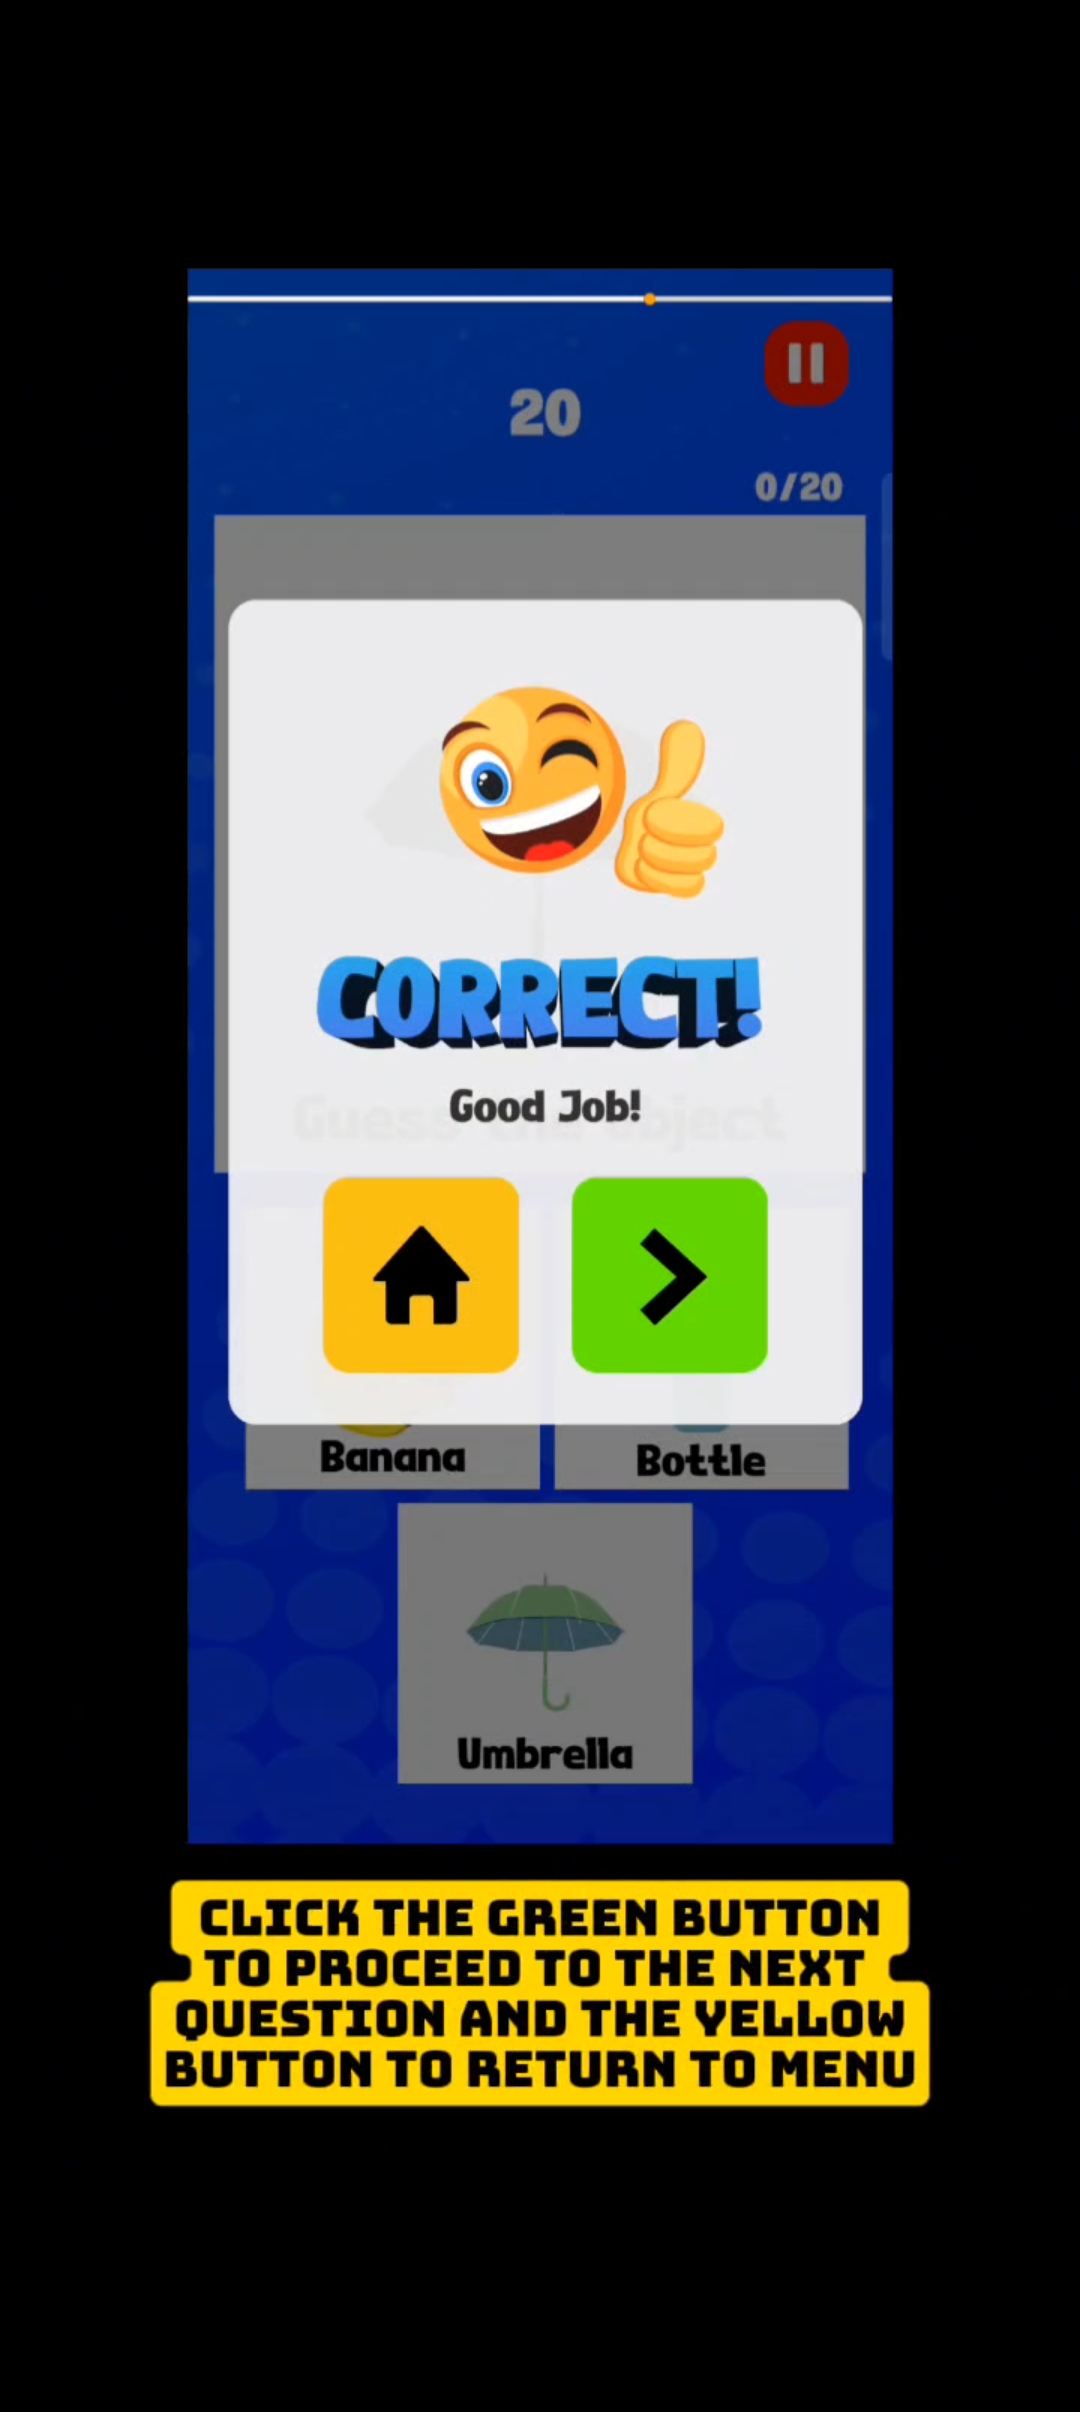 20
0/20
CORRECT!
Good Job!
Guess the object
Banana
Bottle
Umbrella
CLICK THE GREEN BUTTON
TO PROCEED TO THE NEXT
QUESTION AND THE YELLOW
BUTTON TO RETURN TO MENU